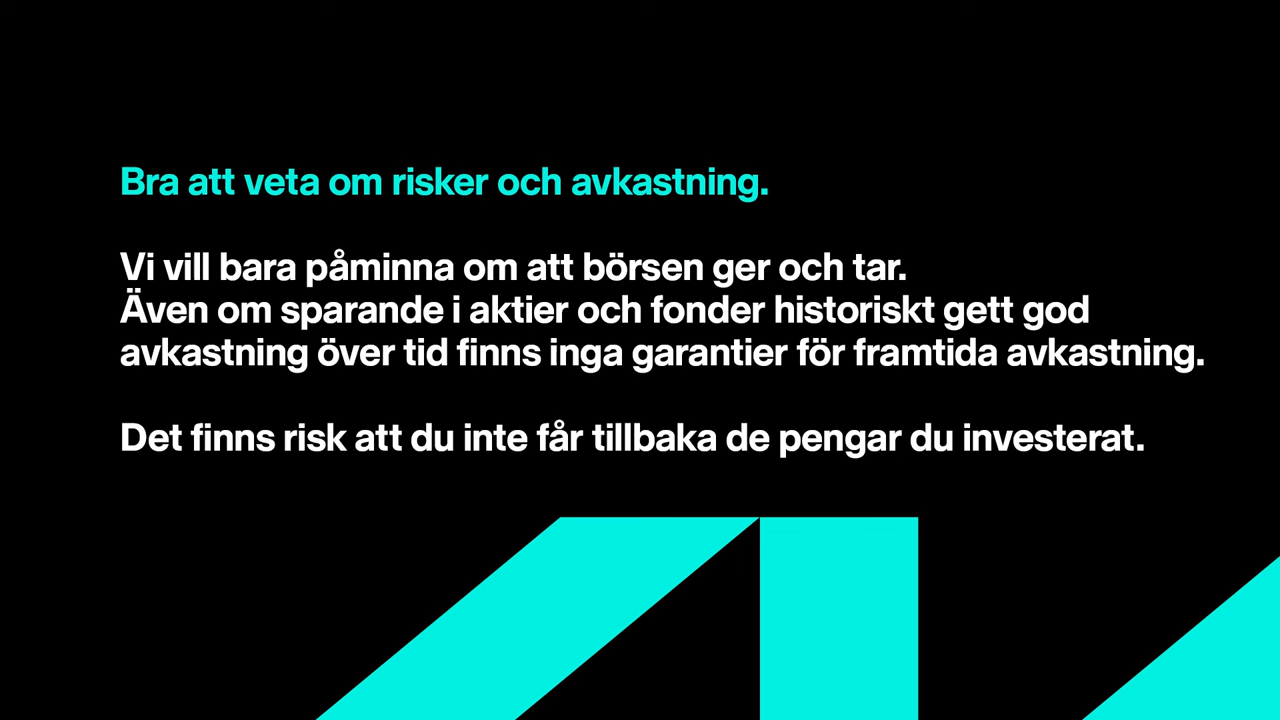 Bra att veta om risker och avkastning.
Vi vill bara påminna om att börsen ger och tar.
Även om sparande i aktier och fonder historiskt gett god
avkastning över tid finns inga garantier för framtida avkastning.
Det finns risk att du inte får tillbaka de pengar du investerat.